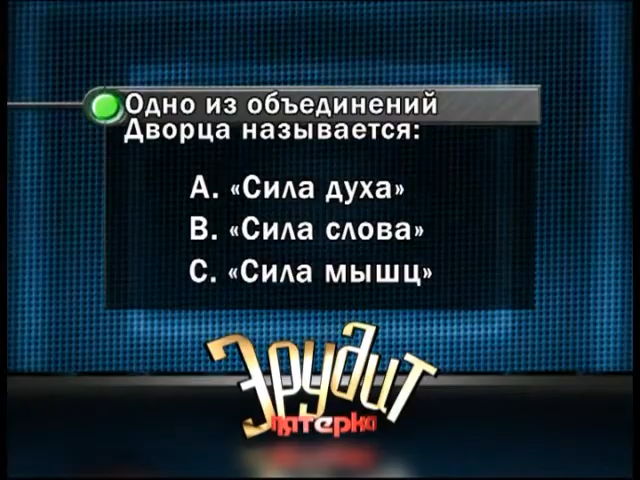 Одно из объединений
Дворца называется:
А. «Сила духа»
В. «Сила слова»
С. «Сила мышц»
Эрудит
пятерка